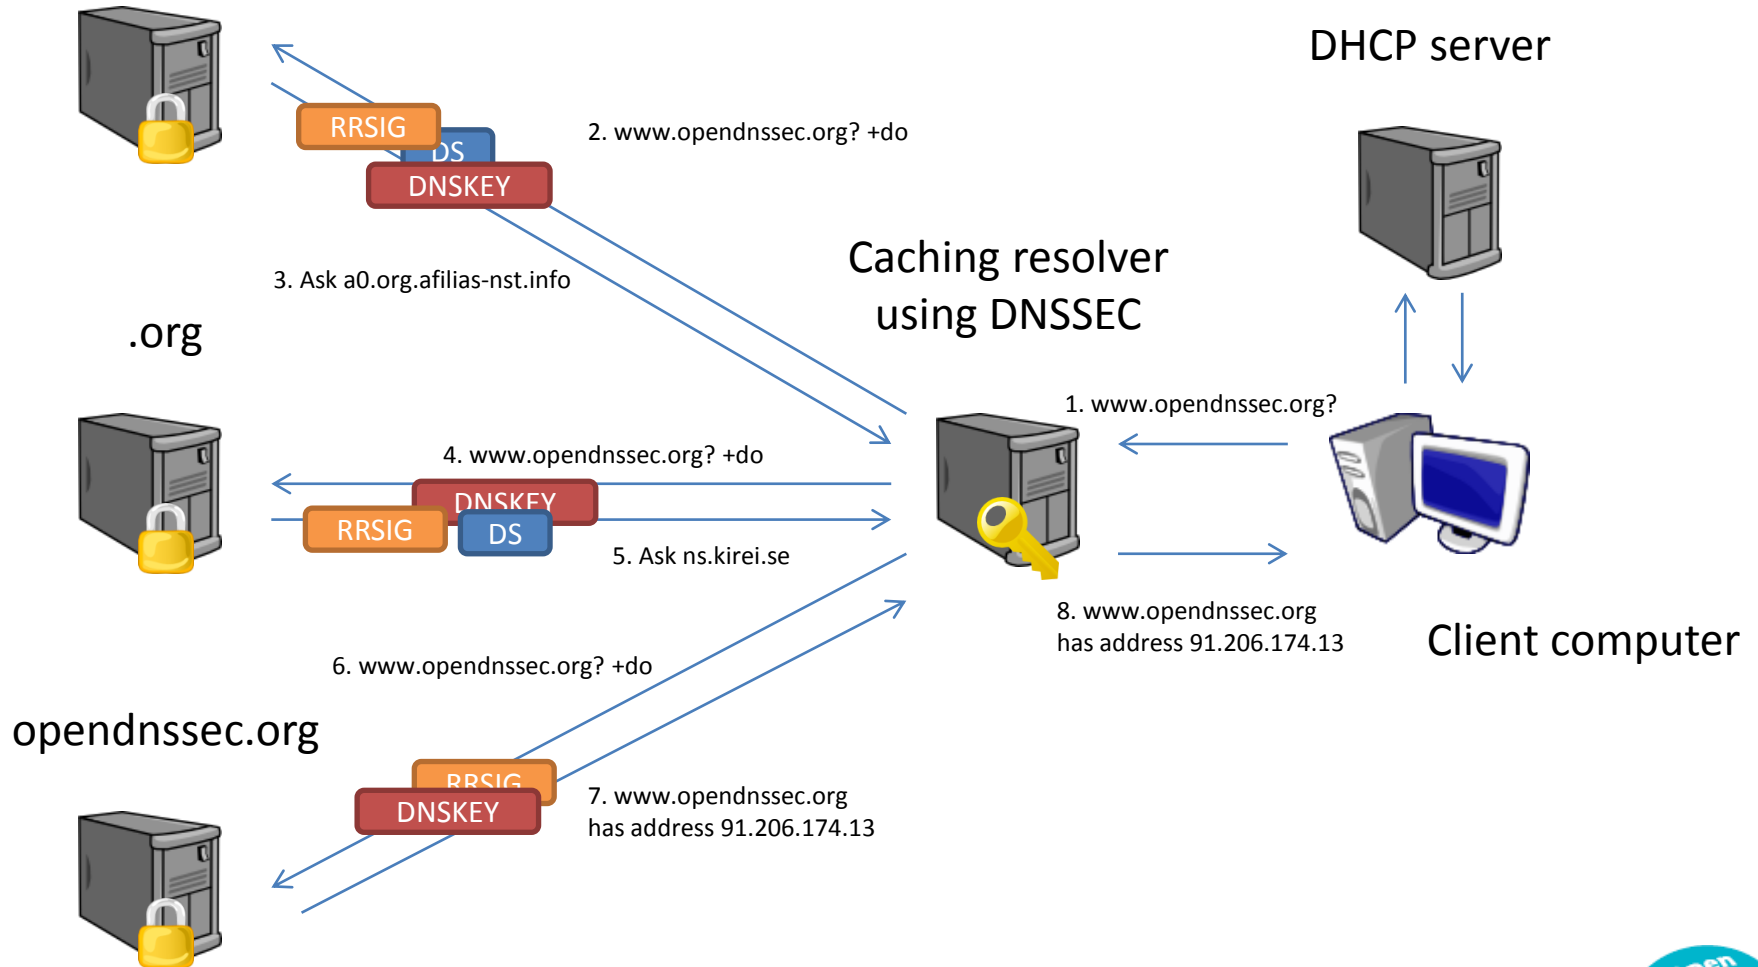 DHCP server
RRSIG
DS
DNSKEY
2. www.opendnssec.org? +do
3. Ask a0.org.afilias-nst.info
Caching resolver
using DNSSEC
.org
1. www.opendnssec.org?
4. www.opendnssec.org? +do
DNSKEY
RRSIG
DS
5. Ask ns.kirei.se
8. www.opendnssec.org
has address 91.206.174.13
Client computer
6. www.opendnssec.org? +do
opendnssec.org
RRSIG
DNSKEY
7. www.opendnssec.org
has address 91.206.174.13